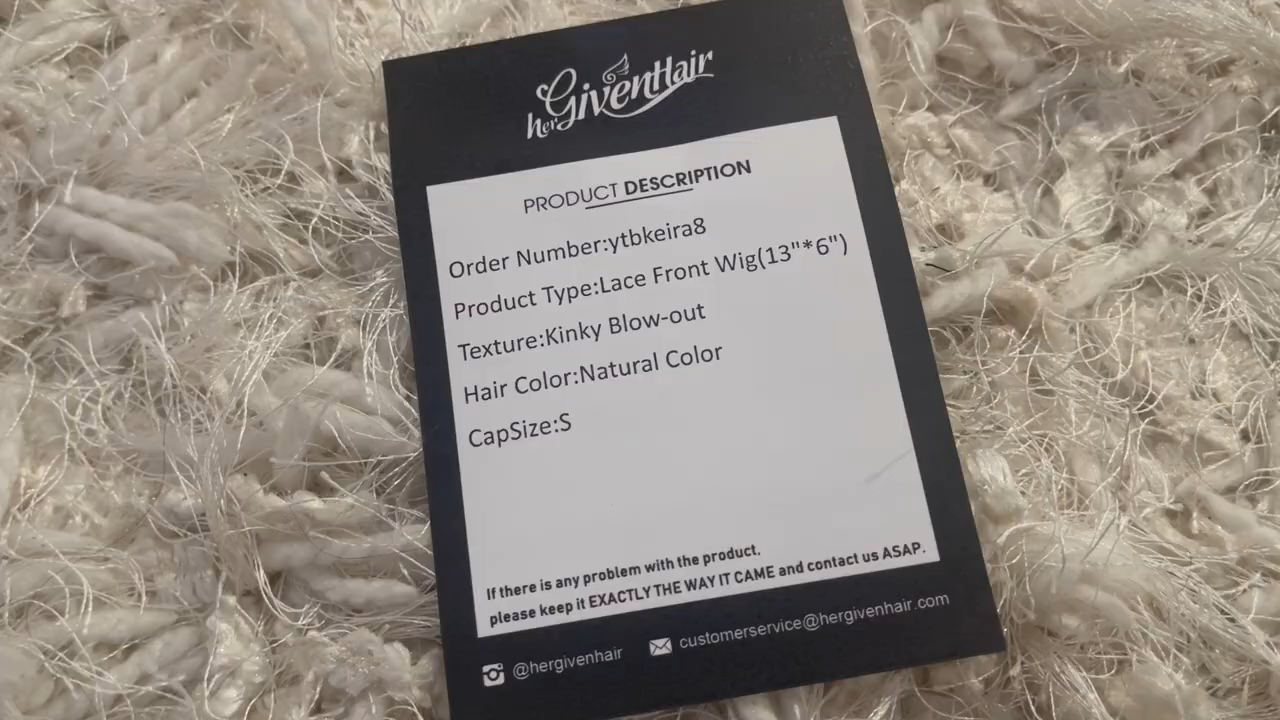 herGivenHair
PRODUCT DESCRIPTION
Order Number:ytbkeira8
Product Type:Lace Front Wig(13"*6")
Texture:Kinky Blow-out
Hair Color:Natural Color
CapSize:S
If there is any problem with the product,
please keep it EXACTLY THE WAY IT CAME and contact us ASAP.
@hergivenhair customerservice@hergivenhair.com